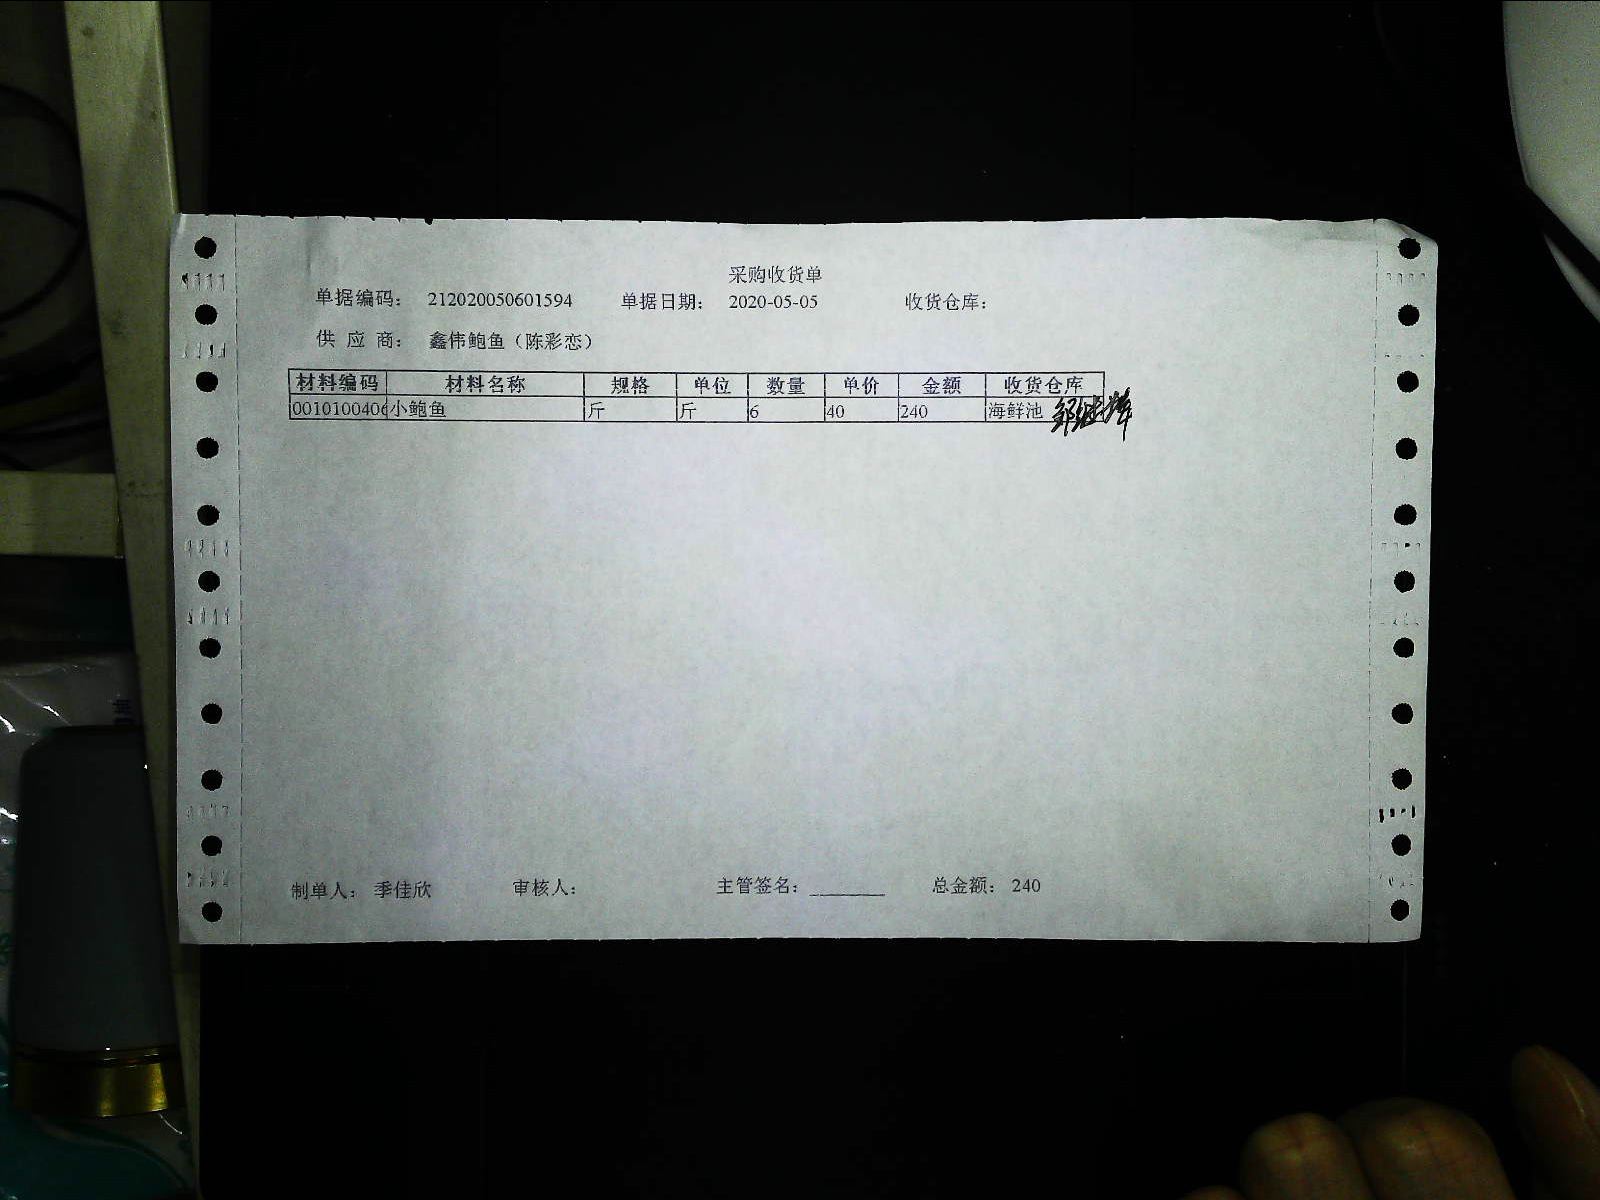 采购收货单
单据编码： 212020050601594 单据日期： 2020-05-05 收货仓库：
供 应 商： 鑫伟鲍鱼（陈彩恋）
材料编码 材料名称 规格 单位 数量 单价 金额 收货仓库
0010100406 小鲍鱼 斤 斤 6 40 240 海鲜池
制单人： 季佳欣 审核人： 主管签名： ________ 总金额： 240